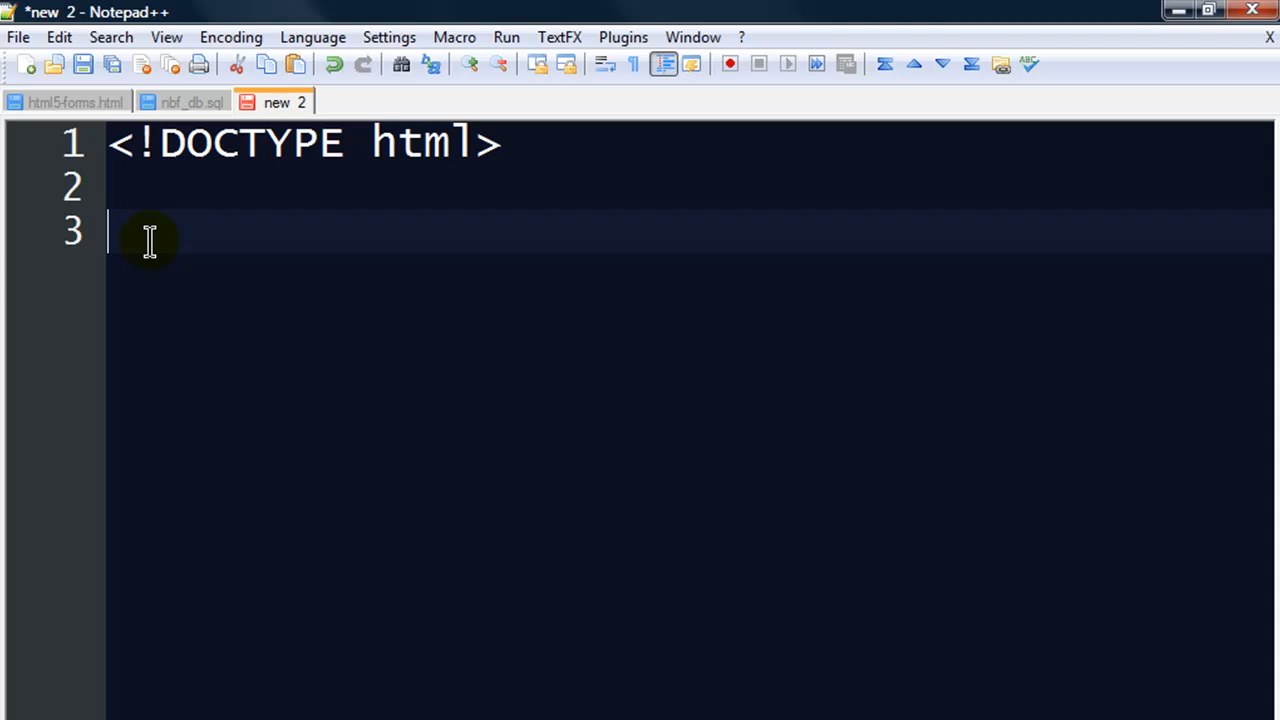 *new  2 - Notepad++
File Edit Search View Encoding Language Settings Macro Run TextFX Plugins Window ? X
ABC
html5-forms.html nbf_db.sql new  2
1 <!DOCTYPE html>
2
3